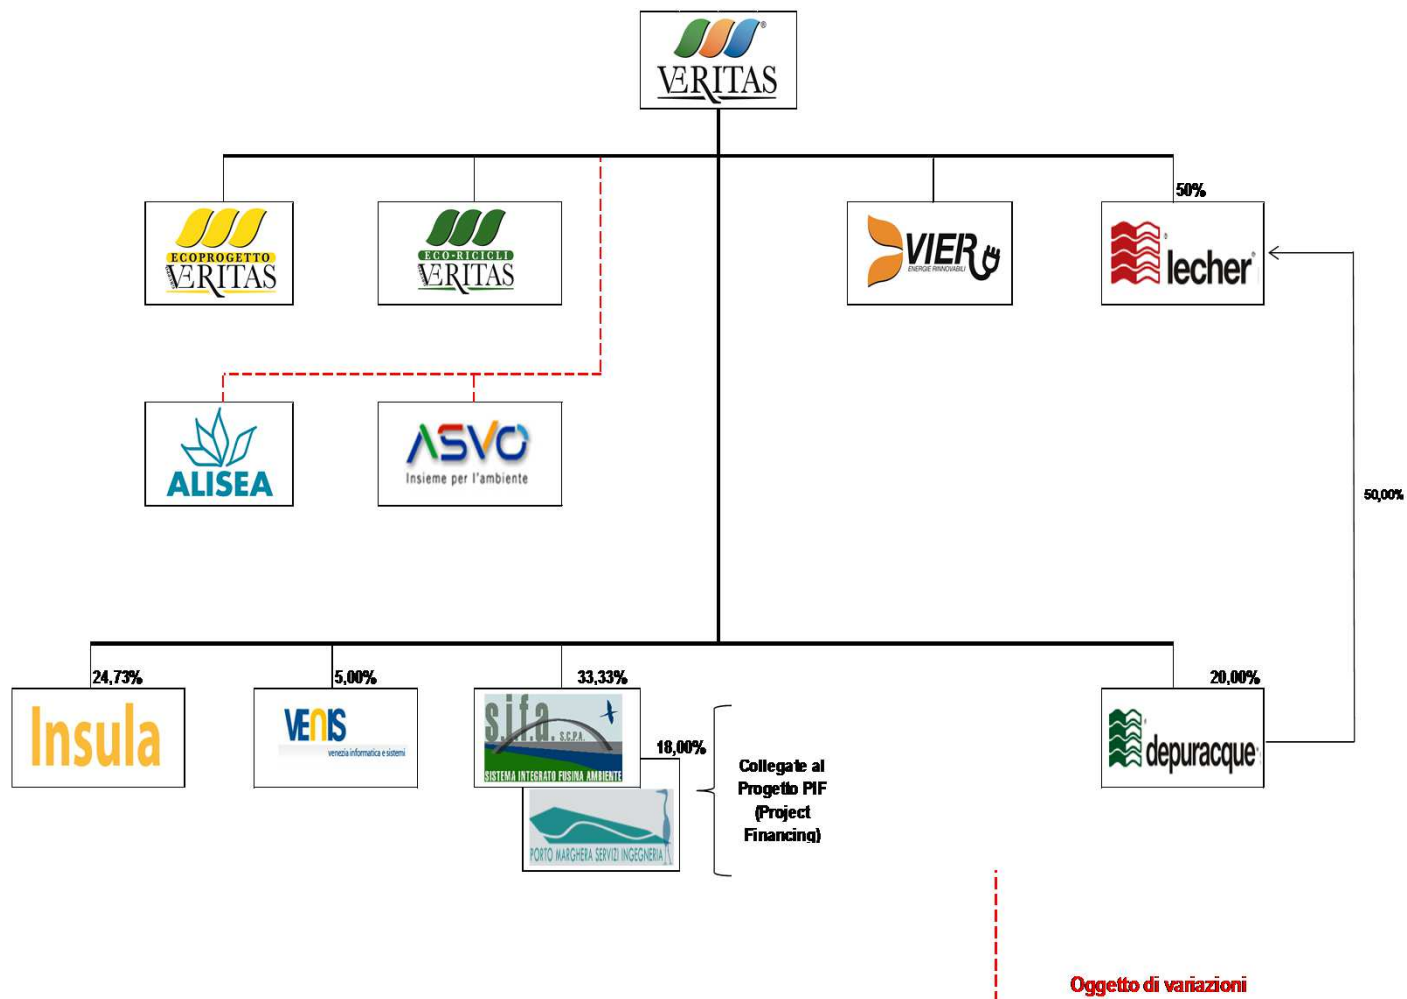 VERITAS
50%
ECOPROGETTO
VERITAS
ECO-RICICLI
VERITAS
VIER
ENERGIE RINNOVABILI
lecher
ALISEA
ASVO
Insieme per l'ambiente
50,00%
24,73%
5,00%
33,33%
20,00%
Insula
VENIS
venezia informatica e sistemi
s.i.f.a. S.C.P.A.
SISTEMA INTEGRATO FUSINA AMBIENTE
18,00%
PORTO MARGHERA SERVIZI INGEGNERIA
Collegate al
Progetto PIF
(Project
Financing)
depuracque
Oggetto di variazioni